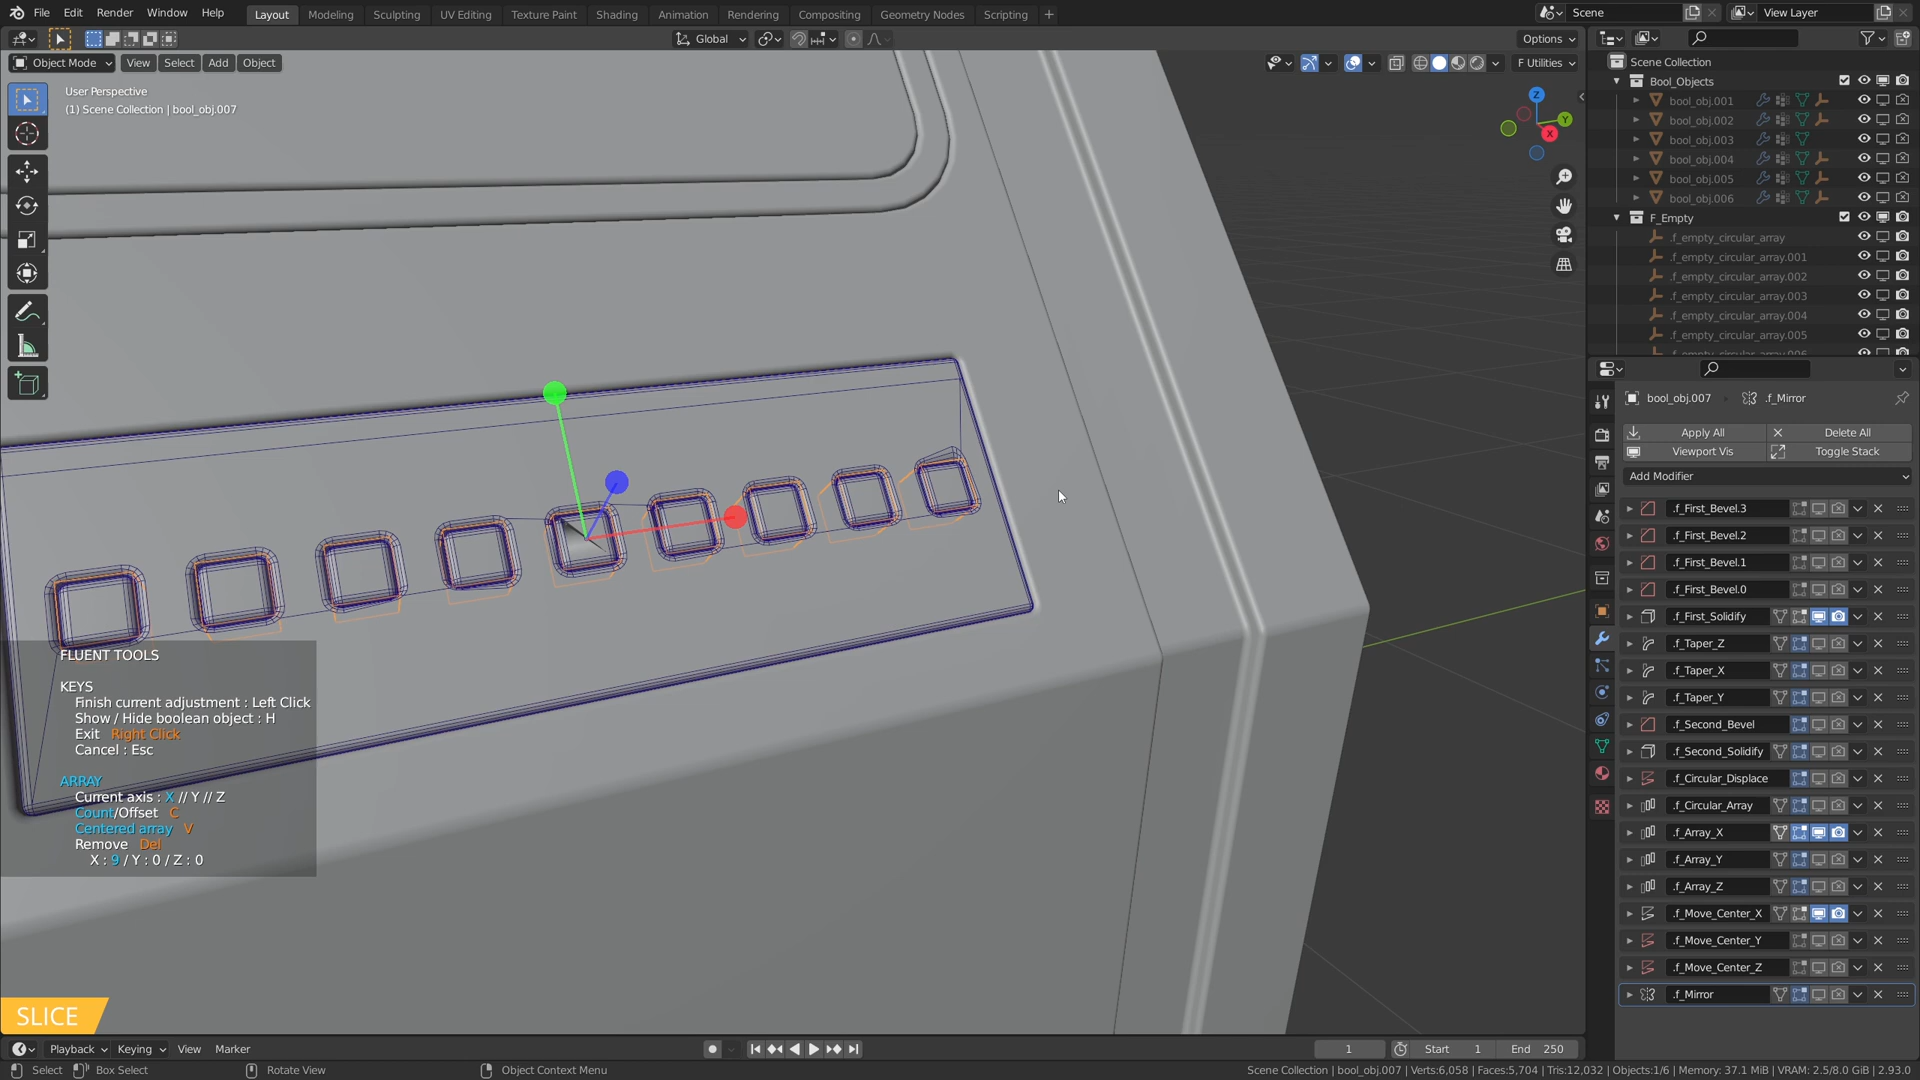 File Edit Render Window Help Layout Modeling Sculpting UV Editing Texture Paint Shading Animation Rendering Compositing Geometry Nodes Scripting + Scene View Layer
Global Options
Object Mode View Select Add Object F Utilities
User Perspective
(1) Scene Collection | bool_obj.007
Z
Y
X
Scene Collection
Bool_Objects
bool_obj.001
bool_obj.002
bool_obj.003
bool_obj.004
bool_obj.005
bool_obj.006
F_Empty
.f_empty_circular_array
.f_empty_circular_array.001
.f_empty_circular_array.002
.f_empty_circular_array.003
.f_empty_circular_array.004
.f_empty_circular_array.005
bool_obj.007 .f_Mirror
Apply All Delete All
Viewport Vis Toggle Stack
Add Modifier
.f_First_Bevel.3
.f_First_Bevel.2
.f_First_Bevel.1
.f_First_Bevel.0
.f_First_Solidify
.f_Taper_Z
.f_Taper_X
.f_Taper_Y
.f_Second_Bevel
.f_Second_Solidify
.f_Circular_Displace
.f_Circular_Array
.f_Array_X
.f_Array_Y
.f_Array_Z
.f_Move_Center_X
.f_Move_Center_Y
.f_Move_Center_Z
.f_Mirror
FLUENT TOOLS
KEYS
Finish current adjustment : Left Click
Show / Hide boolean object : H
Exit Right Click
Cancel : Esc
ARRAY
Current axis : X // Y // Z
Count/Offset C
Centered array V
Remove Del
X : 9 / Y : 0 / Z : 0
SLICE
Playback Keying View Marker 1 Start 1 End 250
Select Box Select Rotate View Object Context Menu Scene Collection | bool_obj.007 | Verts:6,058 | Faces:5,704 | Tris:12,032 | Objects:1/6 | Memory: 37.1 MiB | VRAM: 2.5/8.0 GiB | 2.93.0